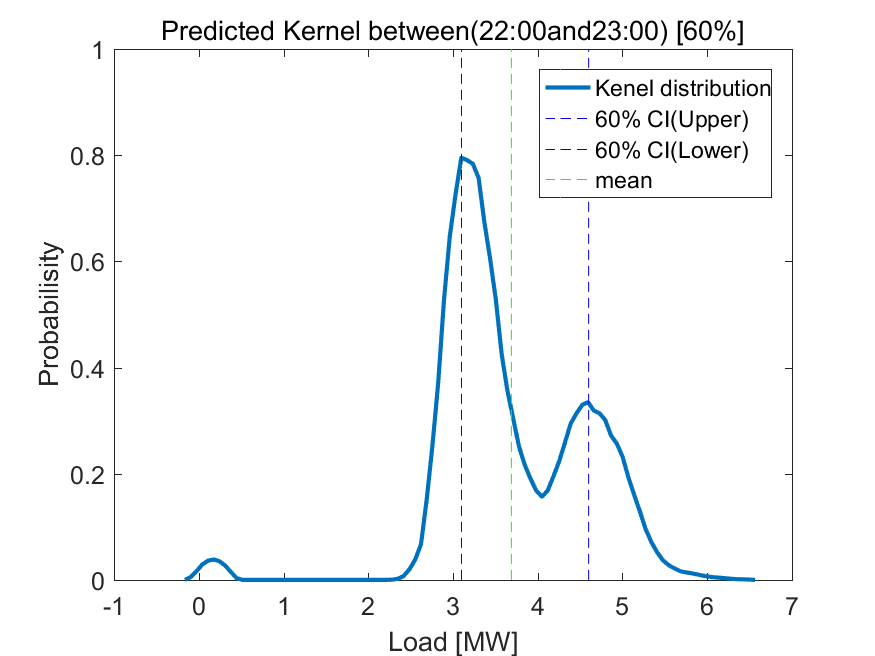 Predicted Kernel between(22:00and23:00) [60%]
1
0.8
0.6
0.4
0.2
0
Probabilisity
Kenel distribution
60% CI(Upper)
60% CI(Lower)
mean
-1 0 1 2 3 4 5 6 7
Load [MW]